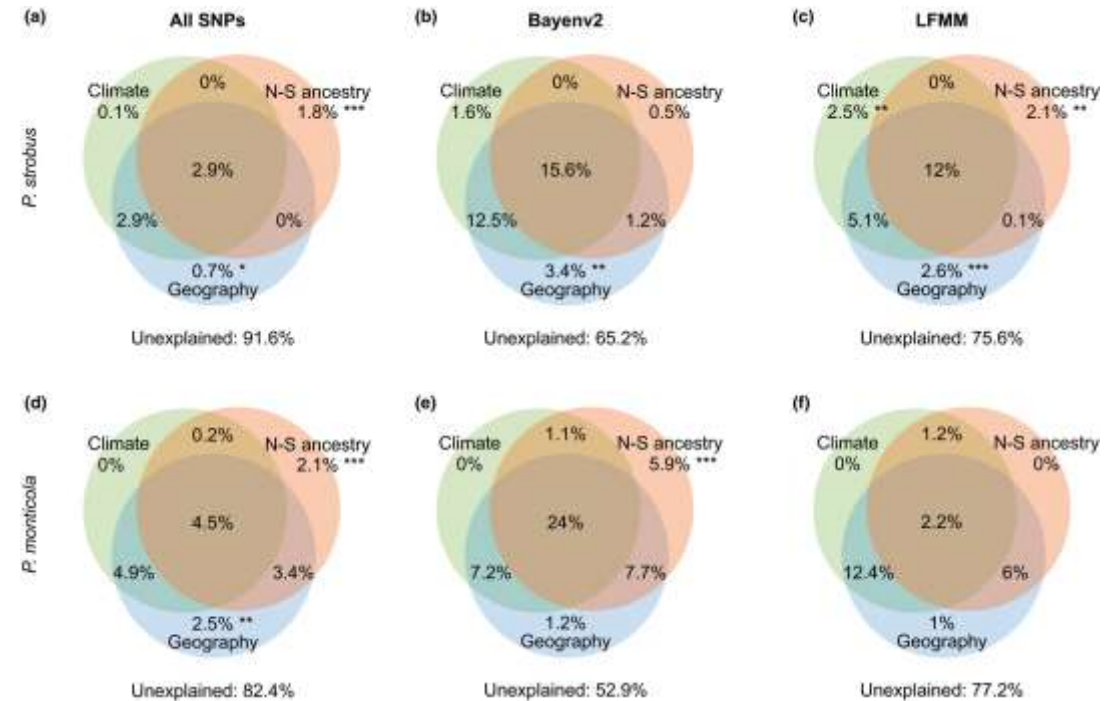 (a) All SNPs (b) Bayenv2 (c) LFMM
P. strobus
Climate
0.1%
0%
N-S ancestry
1.8% ***
2.9%
2.9%
0%
0.7% *
Geography
Unexplained: 91.6%
Climate
1.6%
0%
N-S ancestry
0.5%
15.6%
12.5%
1.2%
3.4% **
Geography
Unexplained: 65.2%
Climate
2.5% **
0%
N-S ancestry
2.1% **
12%
5.1%
0.1%
2.6% ***
Geography
Unexplained: 75.6%
P. monticola
(d)
Climate
0%
0.2%
N-S ancestry
2.1% ***
4.5%
4.9%
3.4%
2.5% **
Geography
Unexplained: 82.4%
(e)
Climate
0%
1.1%
N-S ancestry
5.9% ***
24%
7.2%
7.7%
1.2%
Geography
Unexplained: 52.9%
(f)
Climate
0%
1.2%
N-S ancestry
0%
2.2%
12.4%
6%
1%
Geography
Unexplained: 77.2%